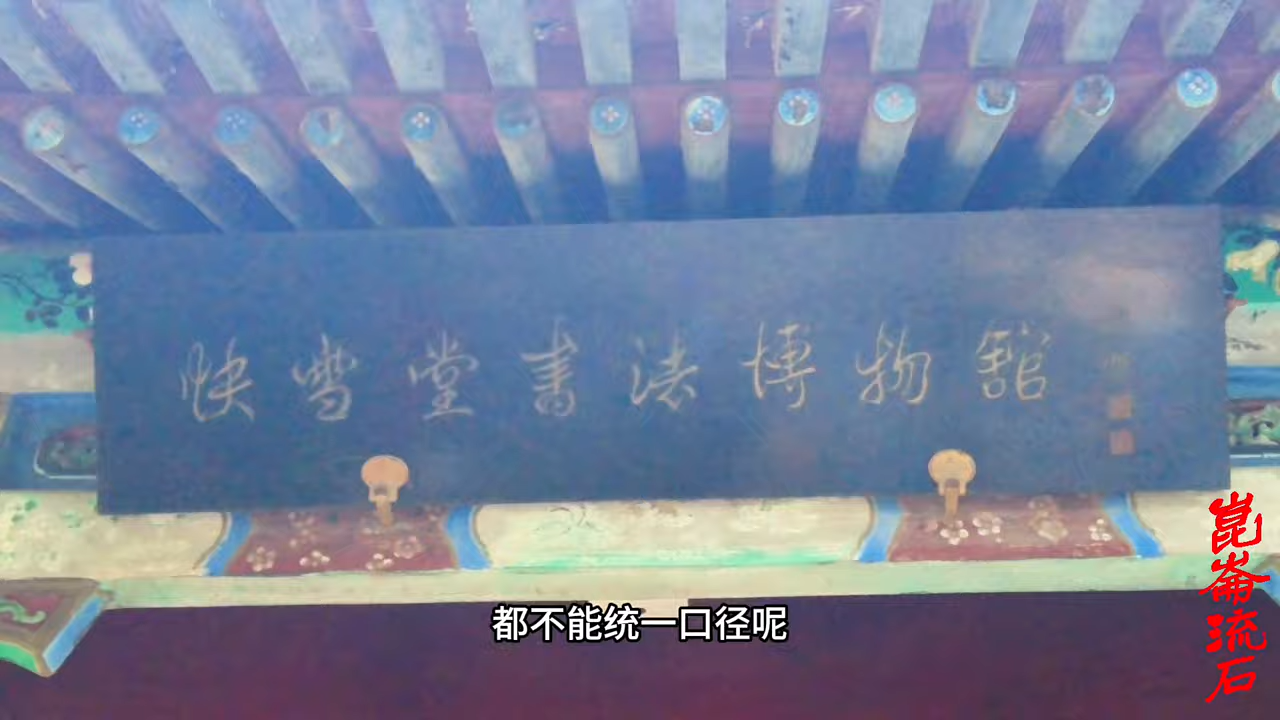 快雪堂書法博物館
都不能统一口径呢
崑崙流石